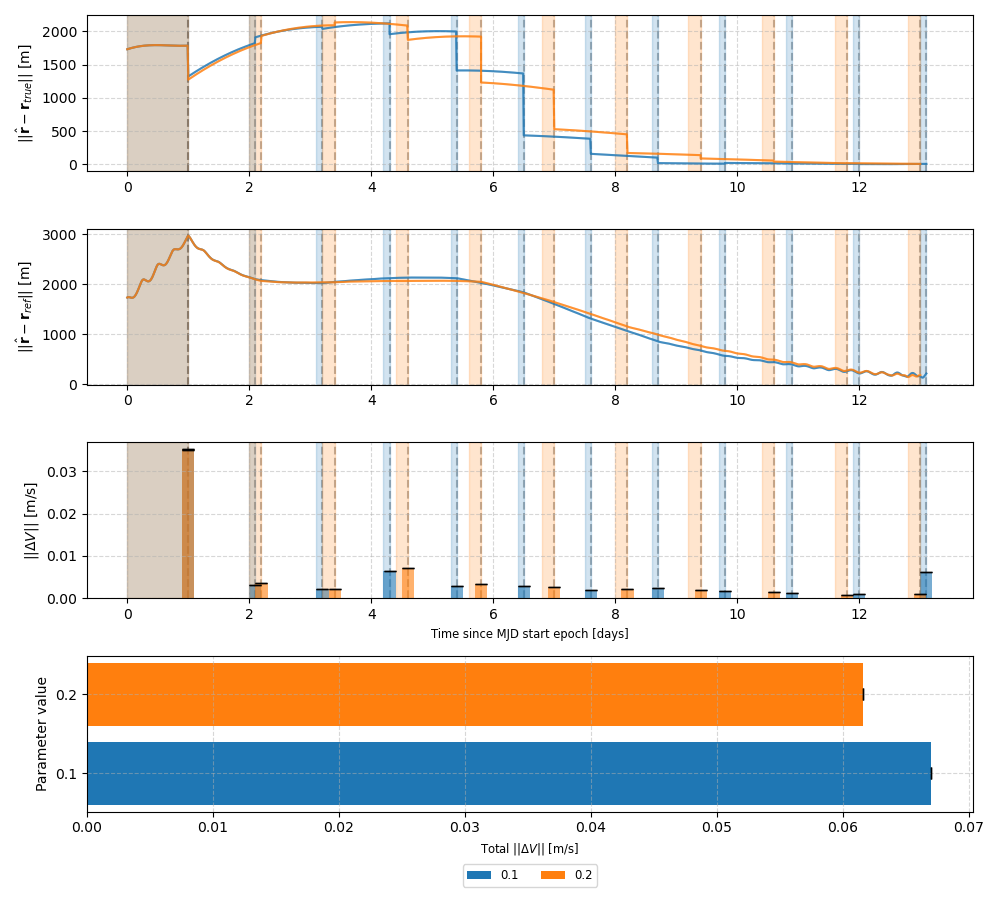 ||r̂ − r_true|| [m]
2000
1500
1000
500
0
0 2 4 6 8 10 12
||r̂ − r_ref|| [m]
3000
2000
1000
0
0 2 4 6 8 10 12
||ΔV|| [m/s]
0.03
0.02
0.01
0.00
0 2 4 6 8 10 12
Time since MJD start epoch [days]
Parameter value
0.2
0.1
0.00 0.01 0.02 0.03 0.04 0.05 0.06 0.07
Total ||ΔV|| [m/s]
0.1 0.2